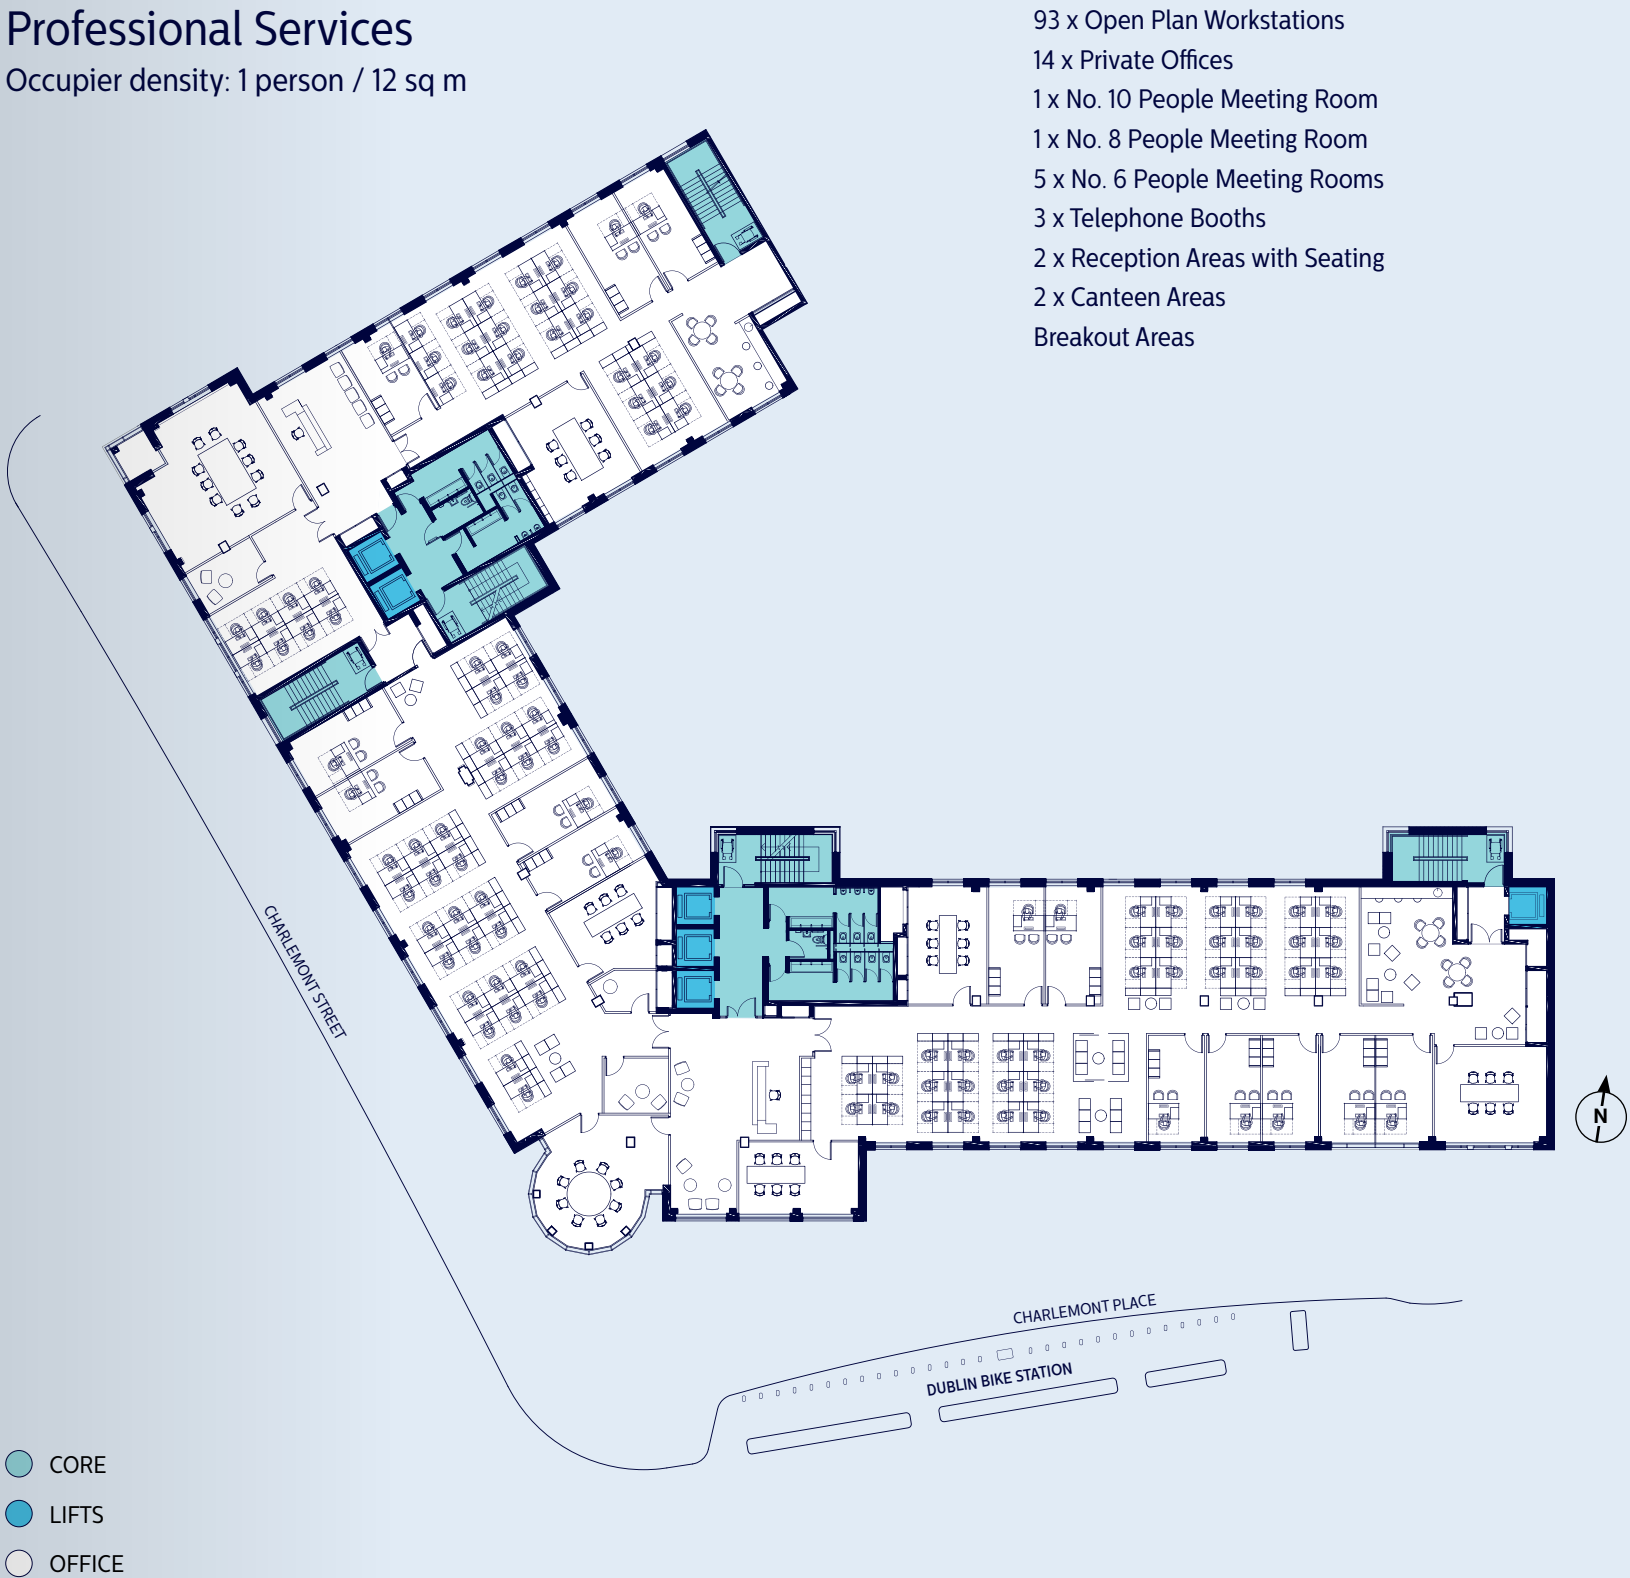 Professional Services
Occupier density: 1 person / 12 sq m
93 x Open Plan Workstations
14 x Private Offices
1 x No. 10 People Meeting Room
1 x No. 8 People Meeting Room
5 x No. 6 People Meeting Rooms
3 x Telephone Booths
2 x Reception Areas with Seating
2 x Canteen Areas
Breakout Areas
CHARLEMONT STREET
N
CHARLEMONT PLACE
DUBLIN BIKE STATION
CORE
LIFTS
OFFICE